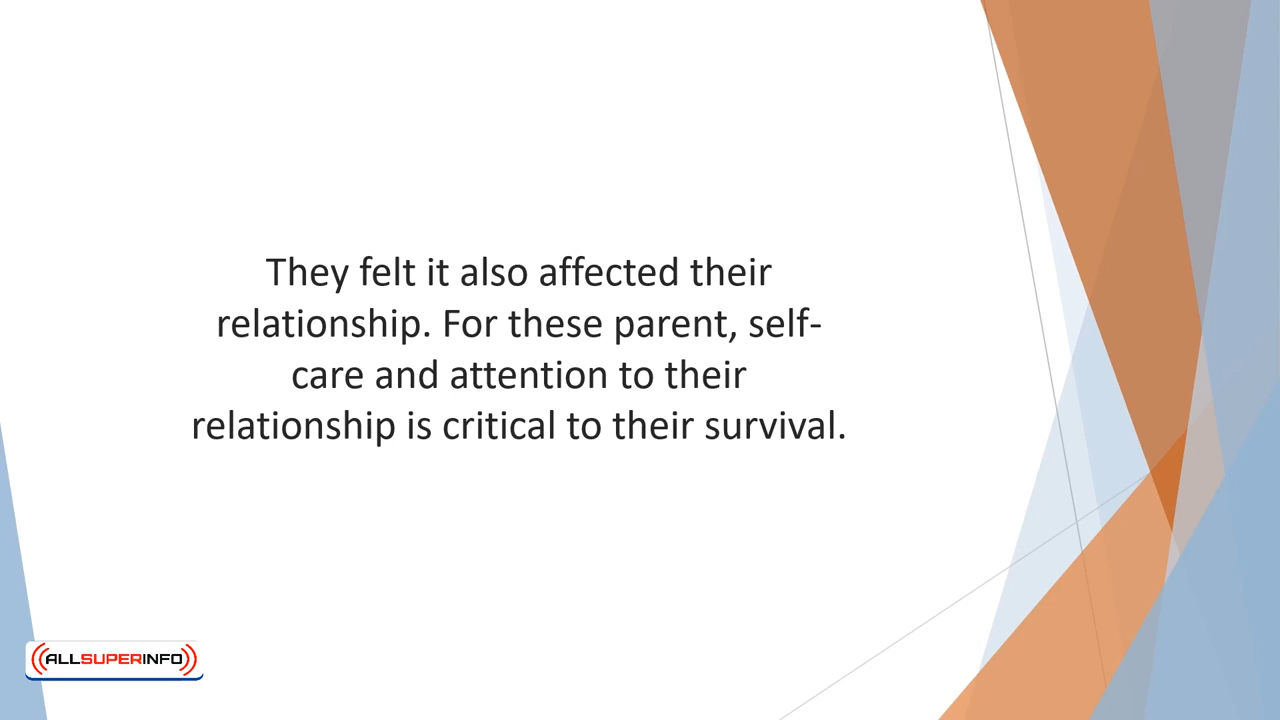 They felt it also affected their
relationship. For these parent, self-
care and attention to their
relationship is critical to their survival.
ALLSUPERINFO